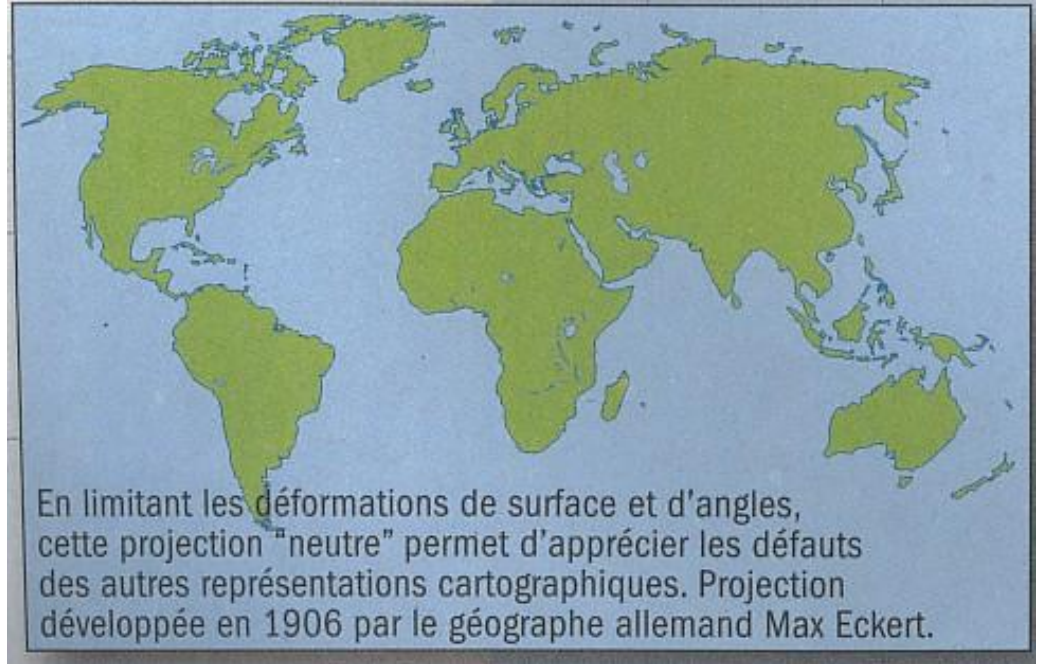 En limitant les déformations de surface et d'angles,
cette projection "neutre" permet d'apprécier les défauts
des autres représentations cartographiques. Projection
développée en 1906 par le géographe allemand Max Eckert.